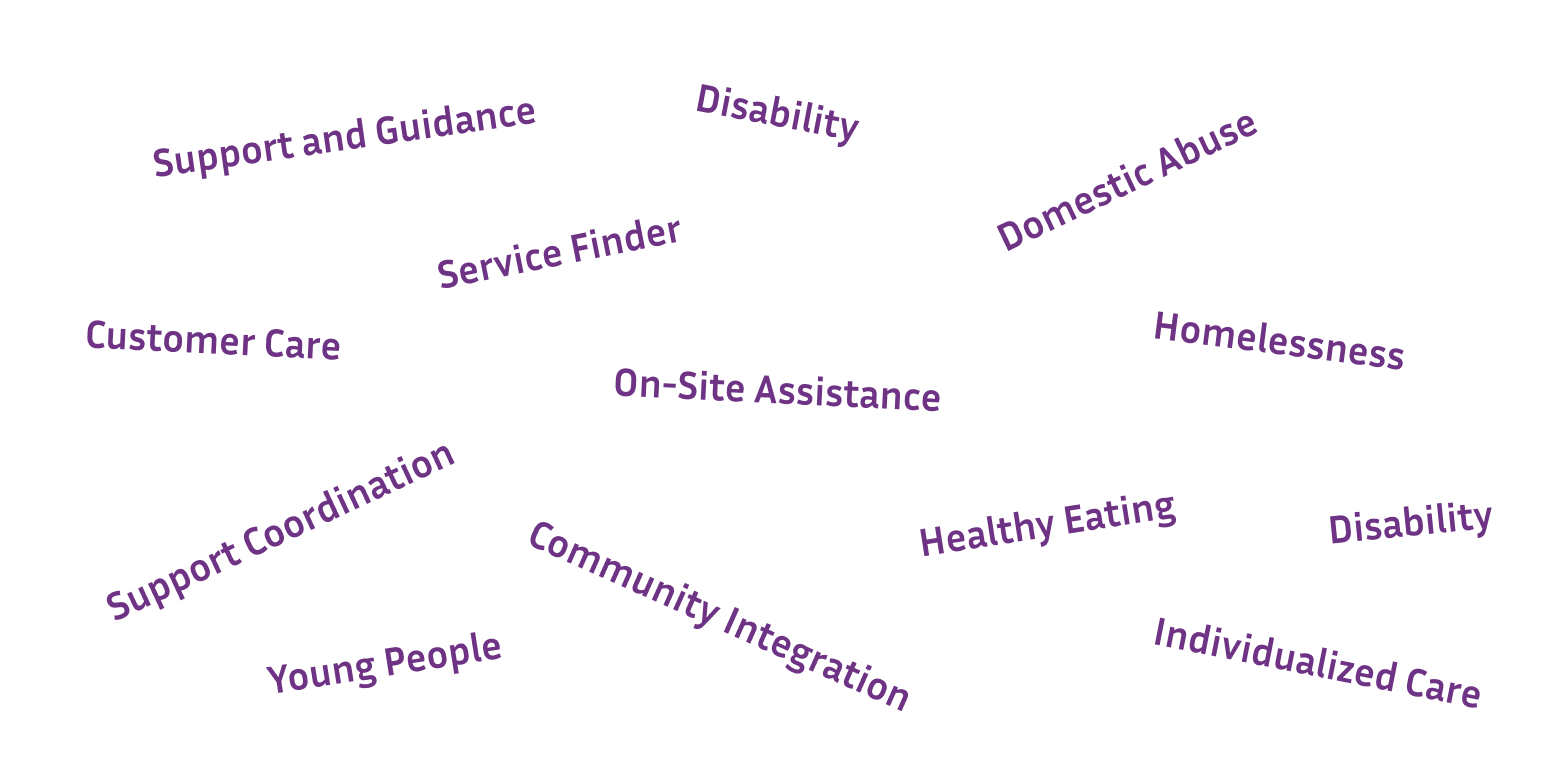 Support and Guidance
Disability
Domestic Abuse
Service Finder
Customer Care
Homelessness
On-Site Assistance
Support Coordination
Healthy Eating
Disability
Community Integration
Young People
Individualized Care